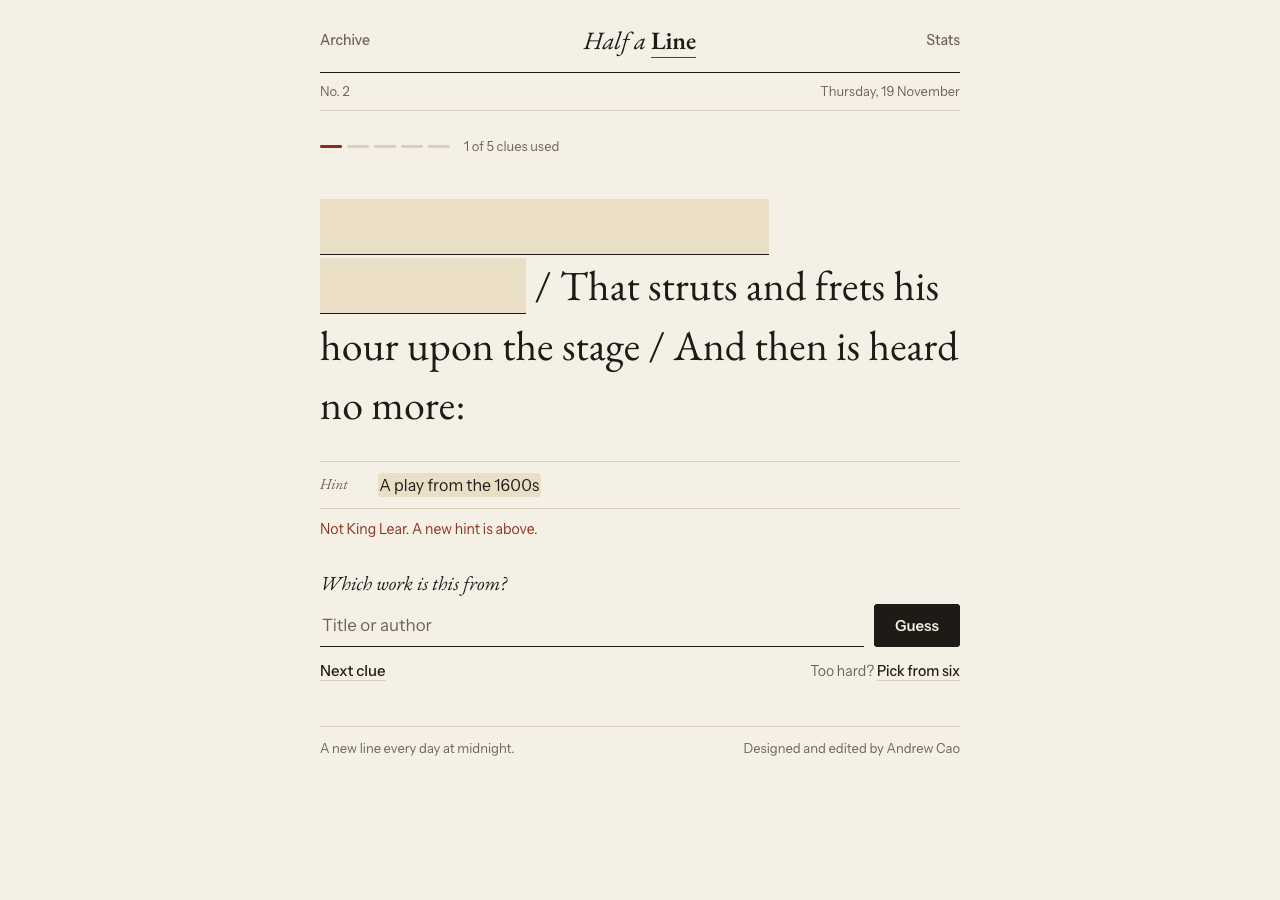 Archive
Half a Line
Stats
No. 2
Thursday, 19 November
1 of 5 clues used
/ That struts and frets his
hour upon the stage / And then is heard
no more:
Hint
A play from the 1600s
Not King Lear. A new hint is above.
Which work is this from?
Title or author
Guess
Next clue
Too hard? Pick from six
A new line every day at midnight.
Designed and edited by Andrew Cao